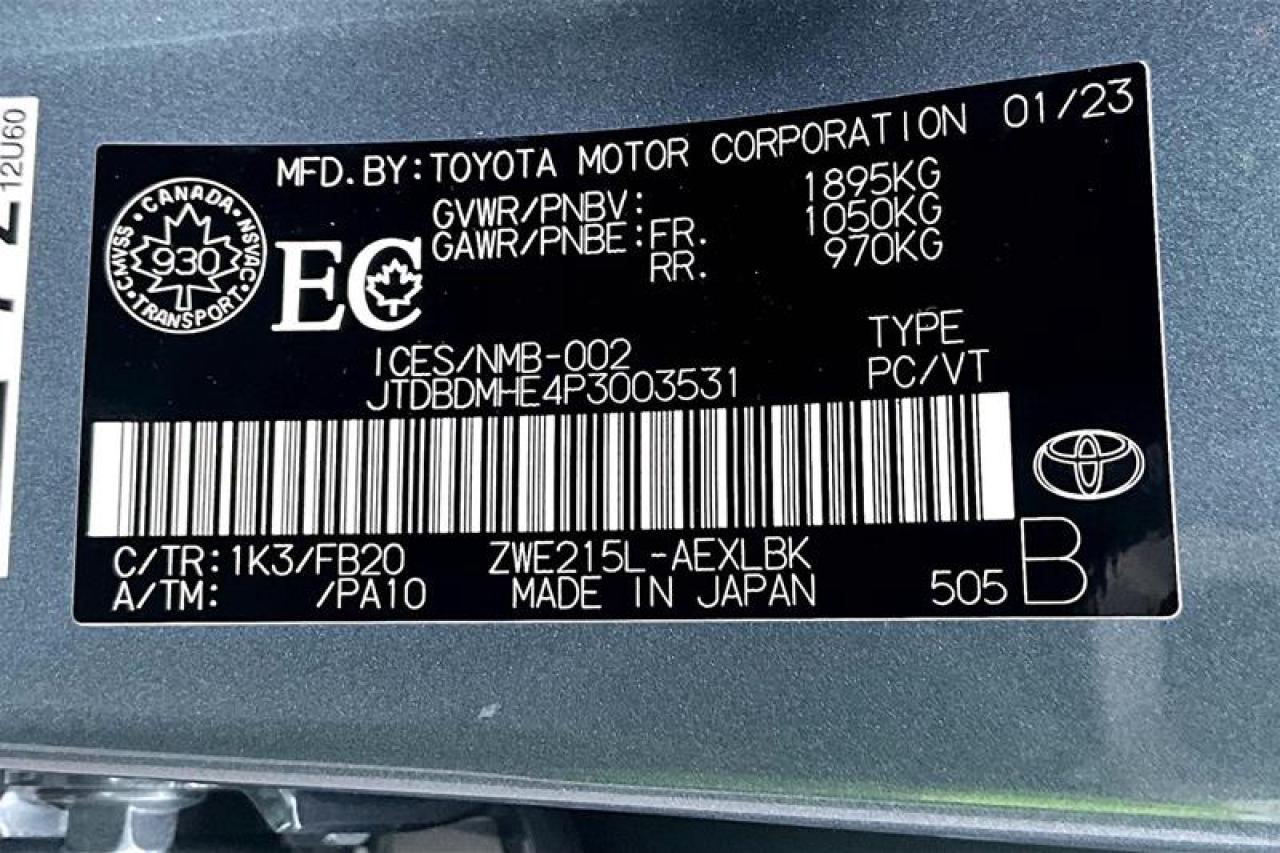 12U60
MFD. BY: TOYOTA MOTOR CORPORATION 01/23
GVWR/PNBV: 1895KG
GAWR/PNBE: FR. 1050KG
RR. 970KG
CANADA
CMVSS · NSVAC
930
TRANSPORT
EC
ICES/NMB-002
TYPE
JTDBDMHE4P3003531
PC/VT
C/TR: 1K3/FB20 ZWE215L-AEXLBK
A/TM: /PA10 MADE IN JAPAN 505 B